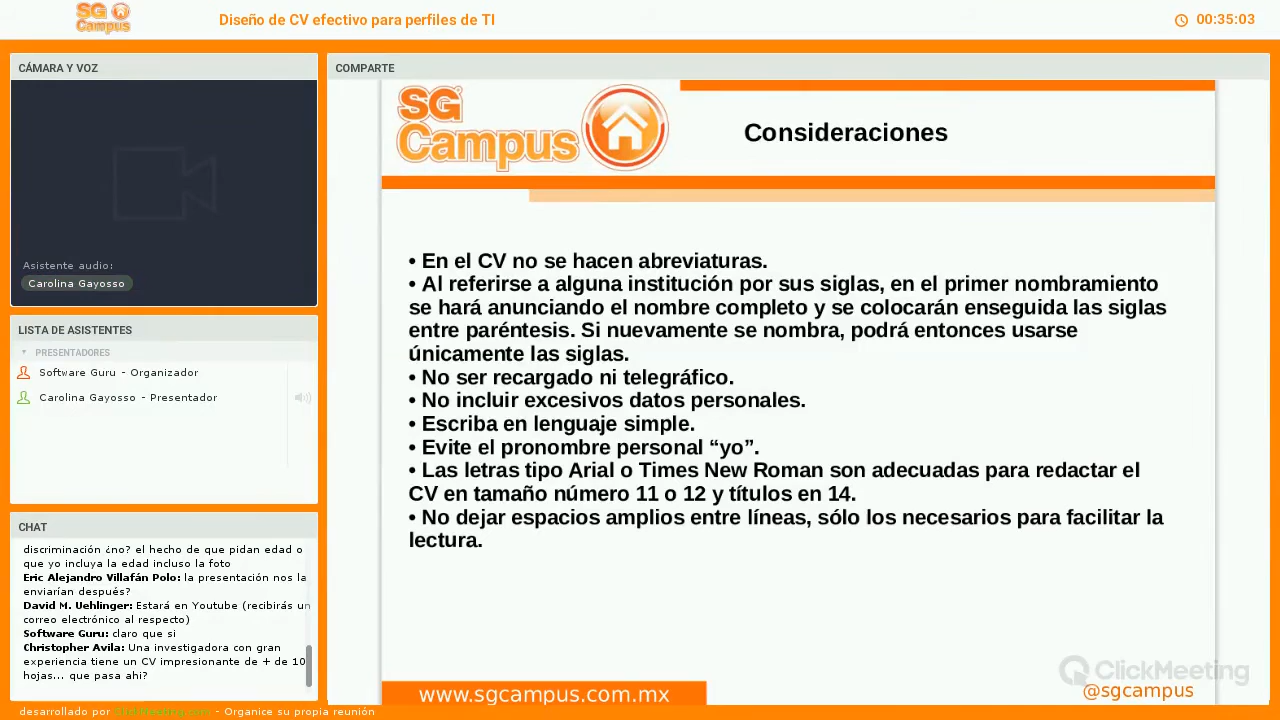 SG Campus
Diseño de CV efectivo para perfiles de TI
00:35:03
CÁMARA Y VOZ
Asistente audio:
Carolina Gayosso
LISTA DE ASISTENTES
PRESENTADORES
Software Guru - Organizador
Carolina Gayosso - Presentador
CHAT
discriminación ¿no? el hecho de que pidan edad o
que yo incluya la edad incluso la foto
Eric Alejandro Villafán Polo: la presentación nos la
enviarían después?
David M. Uehlinger: Estará en Youtube (recibirás un
correo electrónico al respecto)
Software Guru: claro que si
Christopher Avila: Una investigadora con gran
experiencia tiene un CV impresionante de + de 10
hojas... que pasa ahi?
desarrollado por ClickMeeting.com - Organice su propia reunión
COMPARTE
SG
Campus
Consideraciones
• En el CV no se hacen abreviaturas.
• Al referirse a alguna institución por sus siglas, en el primer nombramiento
se hará anunciando el nombre completo y se colocarán enseguida las siglas
entre paréntesis. Si nuevamente se nombra, podrá entonces usarse
únicamente las siglas.
• No ser recargado ni telegráfico.
• No incluir excesivos datos personales.
• Escriba en lenguaje simple.
• Evite el pronombre personal “yo”.
• Las letras tipo Arial o Times New Roman son adecuadas para redactar el
CV en tamaño número 11 o 12 y títulos en 14.
• No dejar espacios amplios entre líneas, sólo los necesarios para facilitar la
lectura.
ClickMeeting
@sgcampus
www.sgcampus.com.mx